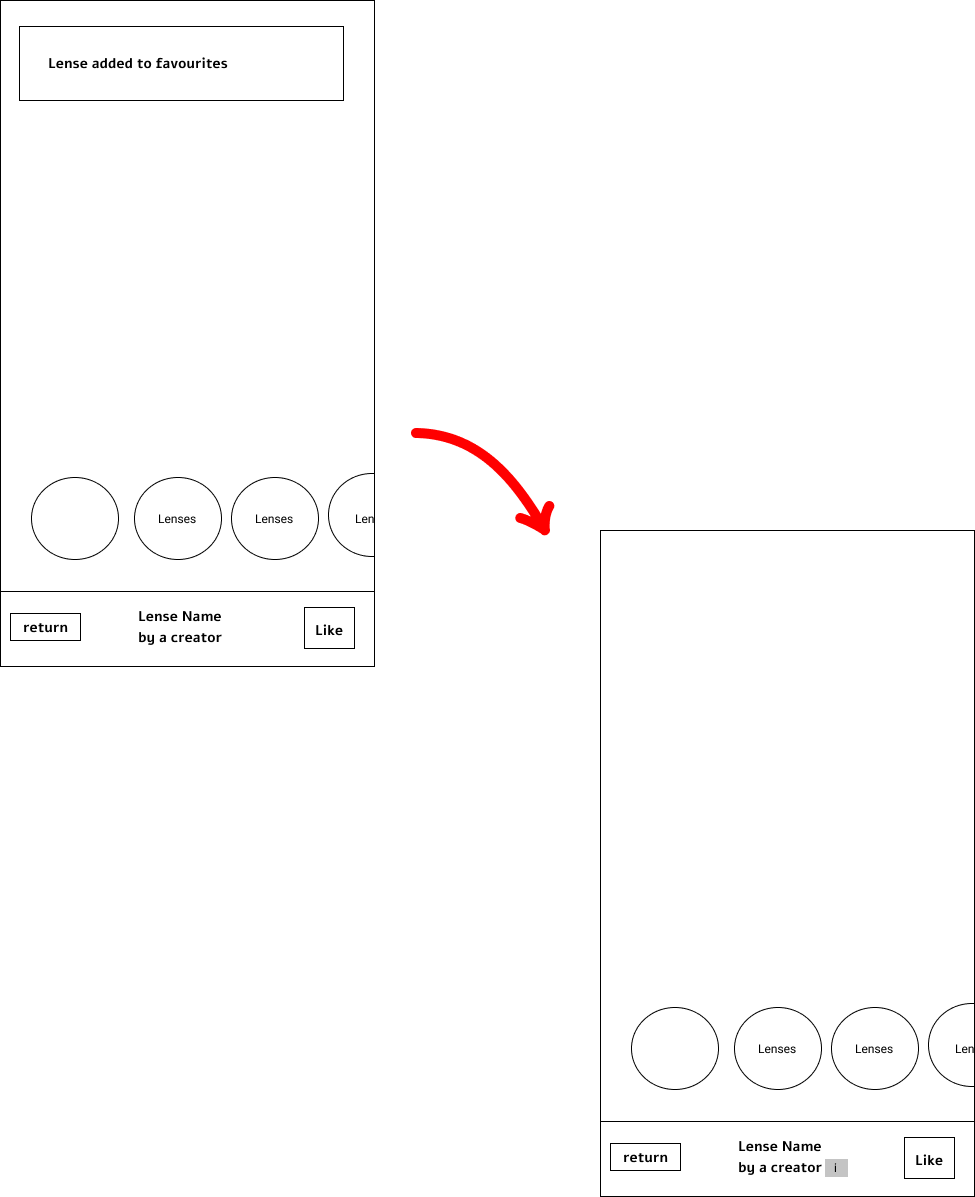 Lense added to favourites
Lenses
Lenses
Len
return
Lense Name
by a creator
Like
Lenses
Lenses
Len
return
Lense Name
by a creator i
Like